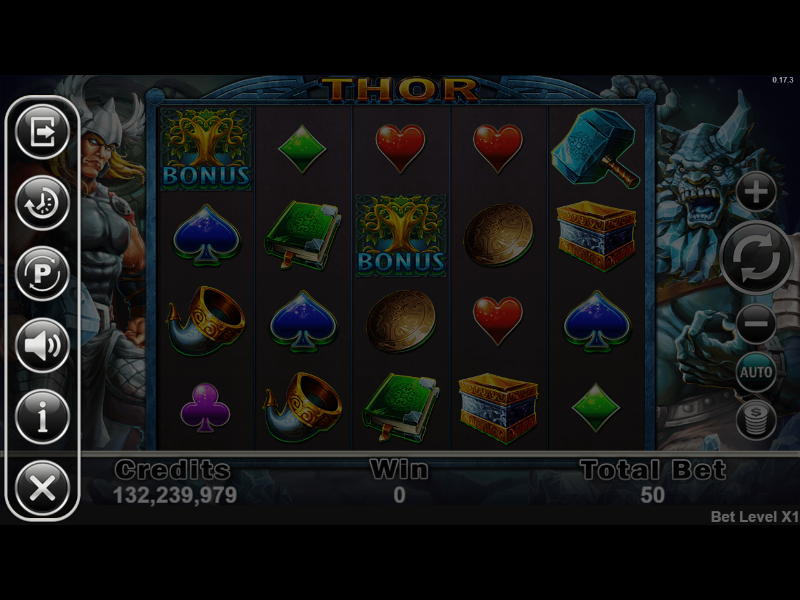 THOR
0.17.3
BONUS
BONUS
P
AUTO
i
Credits Win Total Bet
132,239,979 0 50
Bet Level X1